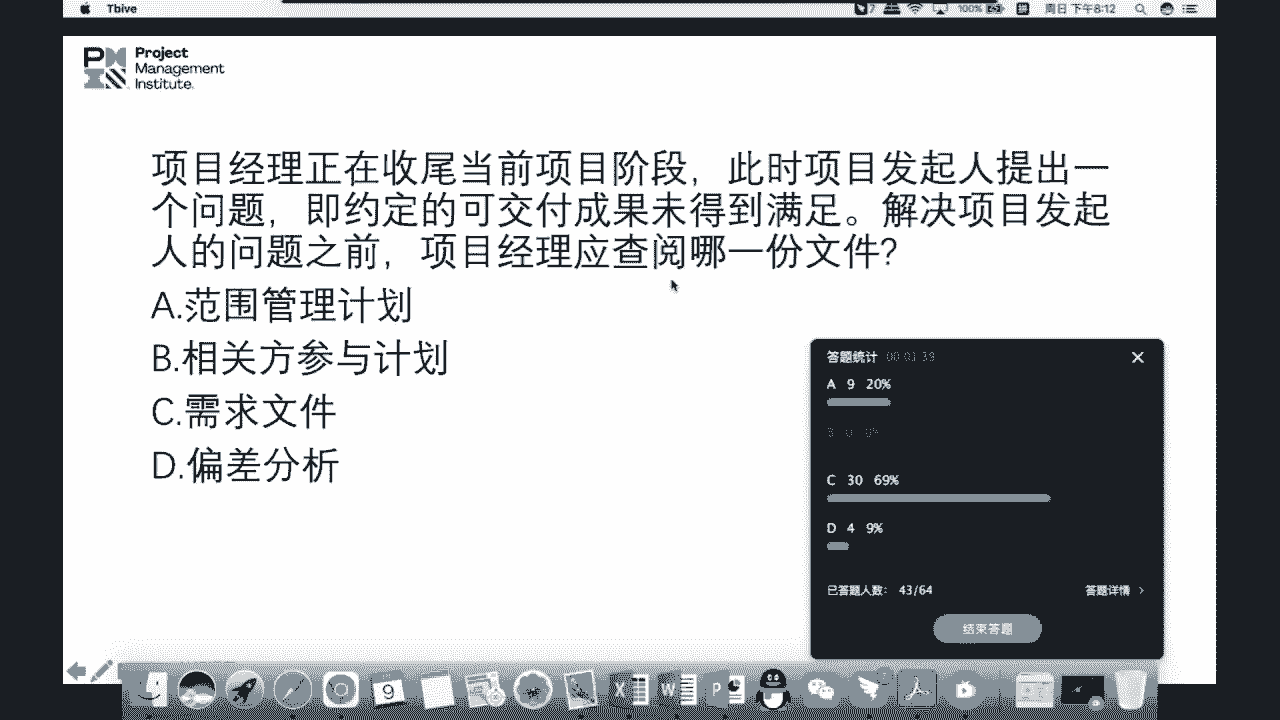 Tbive
7
100%
周日 下午8:12
Project
Management
Institute.
项目经理正在收尾当前项目阶段，此时项目发起人提出一
个问题，即约定的可交付成果未得到满足。解决项目发起
人的问题之前，项目经理应查阅哪一份文件？
A.范围管理计划
B.相关方参与计划
C.需求文件
D.偏差分析
答题统计 00:01:39
A 9 20%
B 0 0%
C 30 69%
D 4 9%
已答题人数： 43/64
答题详情 >
结束答题
9